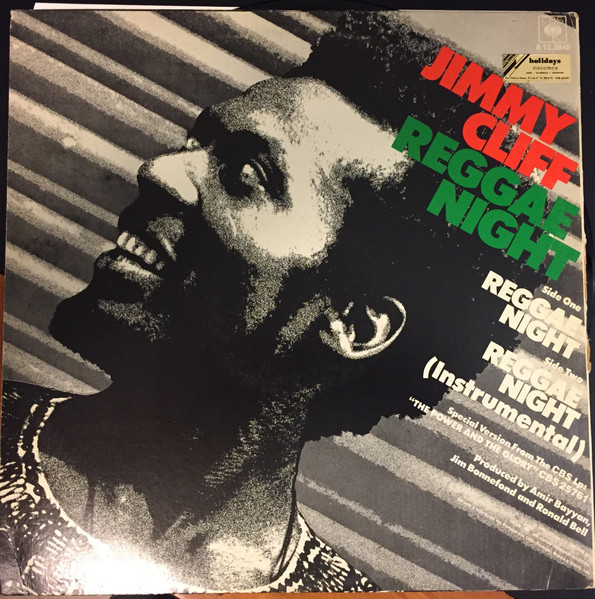 CBS
A 12.3849
holidays
discoteca
JIMMY
CLIFF
REGGAE
NIGHT
Side One
REGGAE
NIGHT
Side Two
REGGAE
NIGHT
(Instrumental)
Special Version From The CBS Lp:
"THE POWER AND THE GLORY" CBS 25761
Produced by Amir Bayyan,
Jim Bonnefond and Ronald Bell